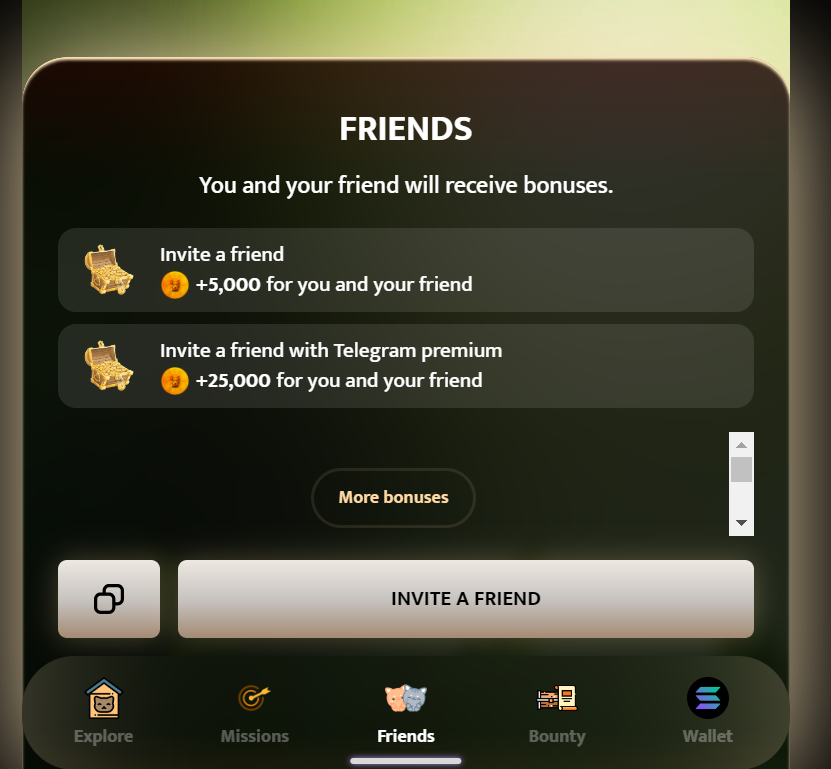 FRIENDS
You and your friend will receive bonuses.
Invite a friend
+5,000 for you and your friend
Invite a friend with Telegram premium
+25,000 for you and your friend
More bonuses
INVITE A FRIEND
Explore Missions Friends Bounty Wallet